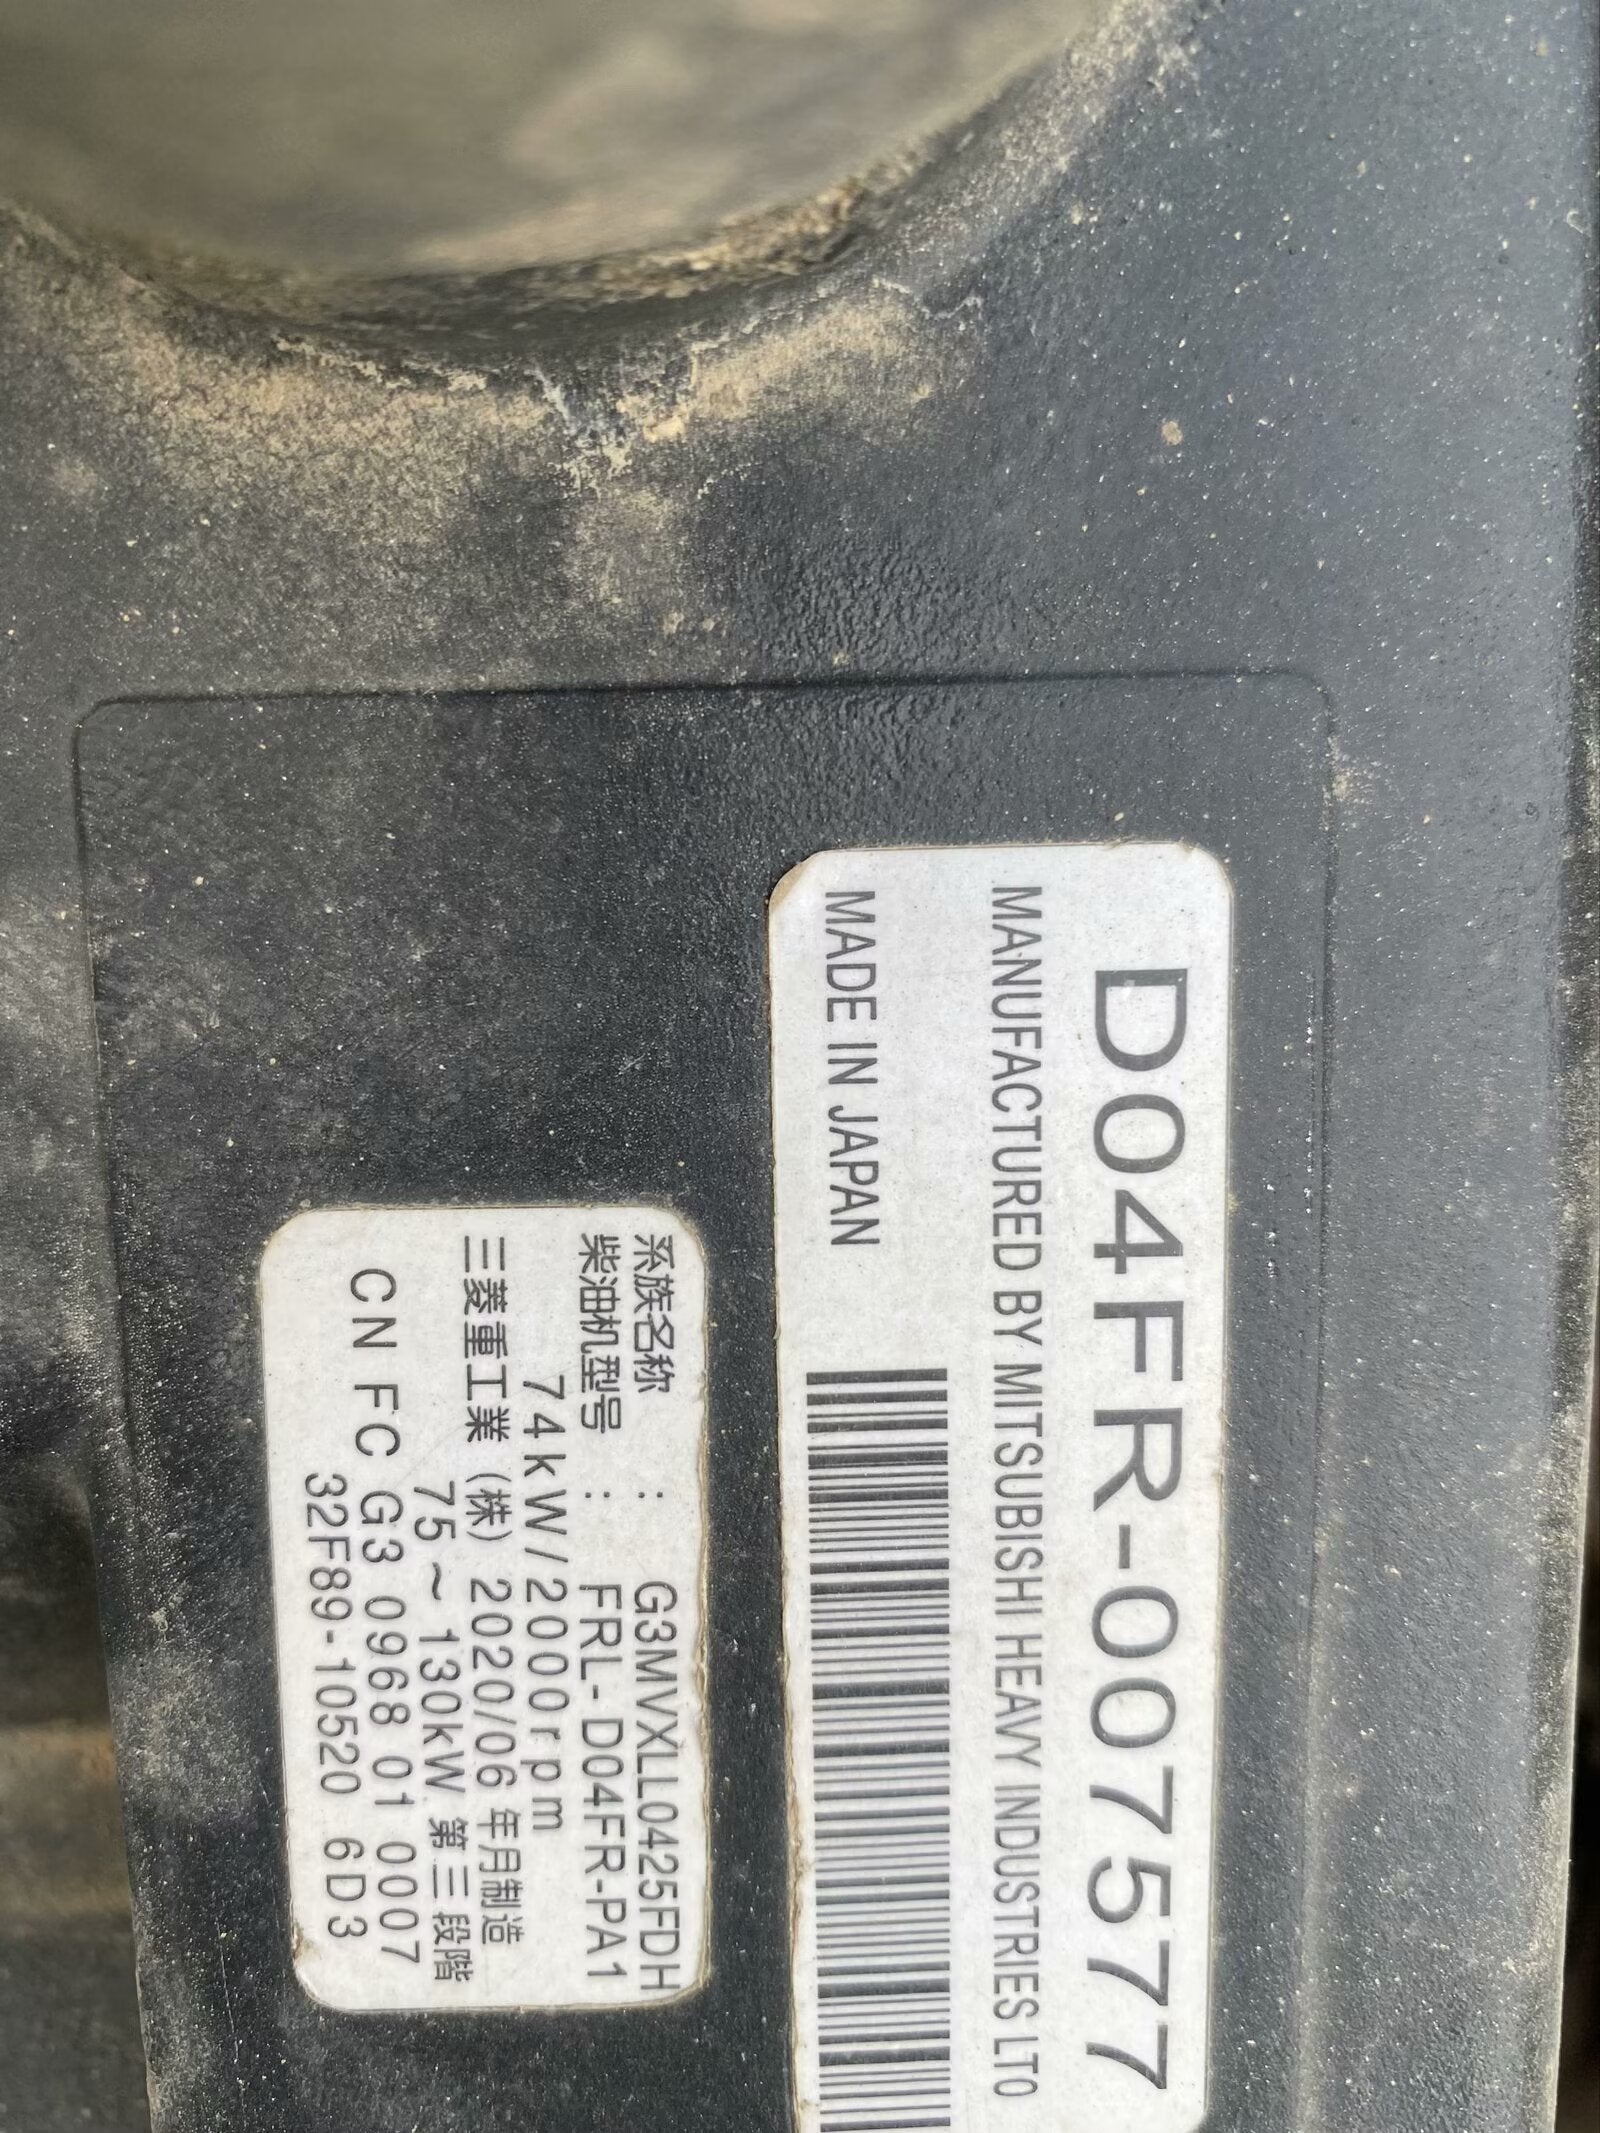 D04FR-007577
MANUFACTURED BY MITSUBISHI HEAVY INDUSTRIES LTD
MADE IN JAPAN
系族名称 : G3MVXLL0425FDH
柴油机型号 : FRL-D04FR-PA1
74kW/2000rpm
三菱重工業(株) 2020/06 年月制造
75～130kW 第三段階
CN FC G3 0968 01 0007
32F89-10520 6D3